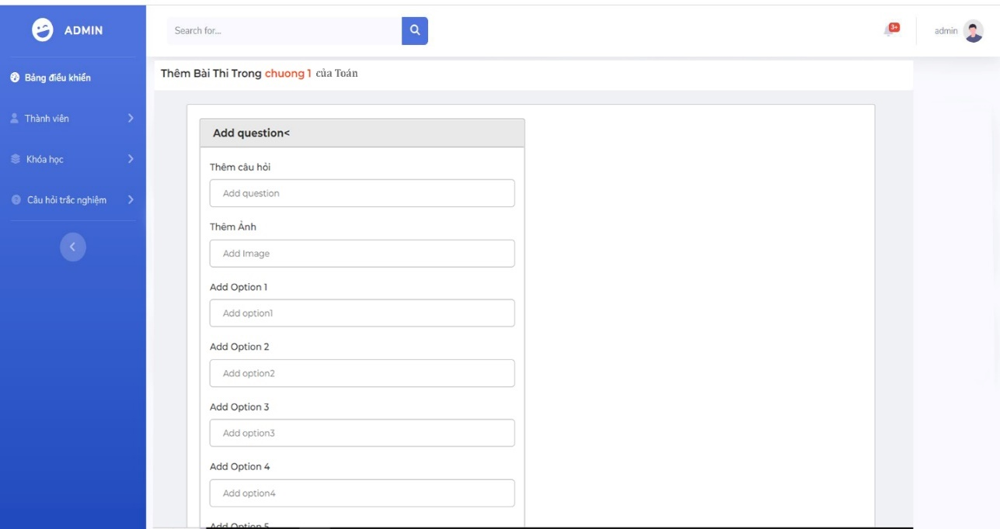 ADMIN
Search for...
3+
admin
Bảng điều khiển
Thành viên
Khóa học
Câu hỏi trắc nghiệm
Thêm Bài Thi Trong chuong 1 của Toán
Add question<
Thêm câu hỏi
Add question
Thêm Ảnh
Add Image
Add Option 1
Add option1
Add Option 2
Add option2
Add Option 3
Add option3
Add Option 4
Add option4
Add Option 5